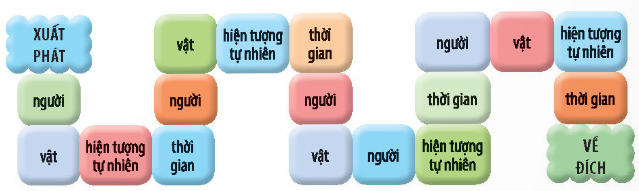 XUẤT
PHÁT
người
vật
hiện tượng
tự nhiên
thời
gian
người
vật
hiện tượng
tự nhiên
thời
gian
người
vật
người
hiện tượng
tự nhiên
thời gian
người
vật
hiện tượng
tự nhiên
thời gian
VỀ
ĐÍCH